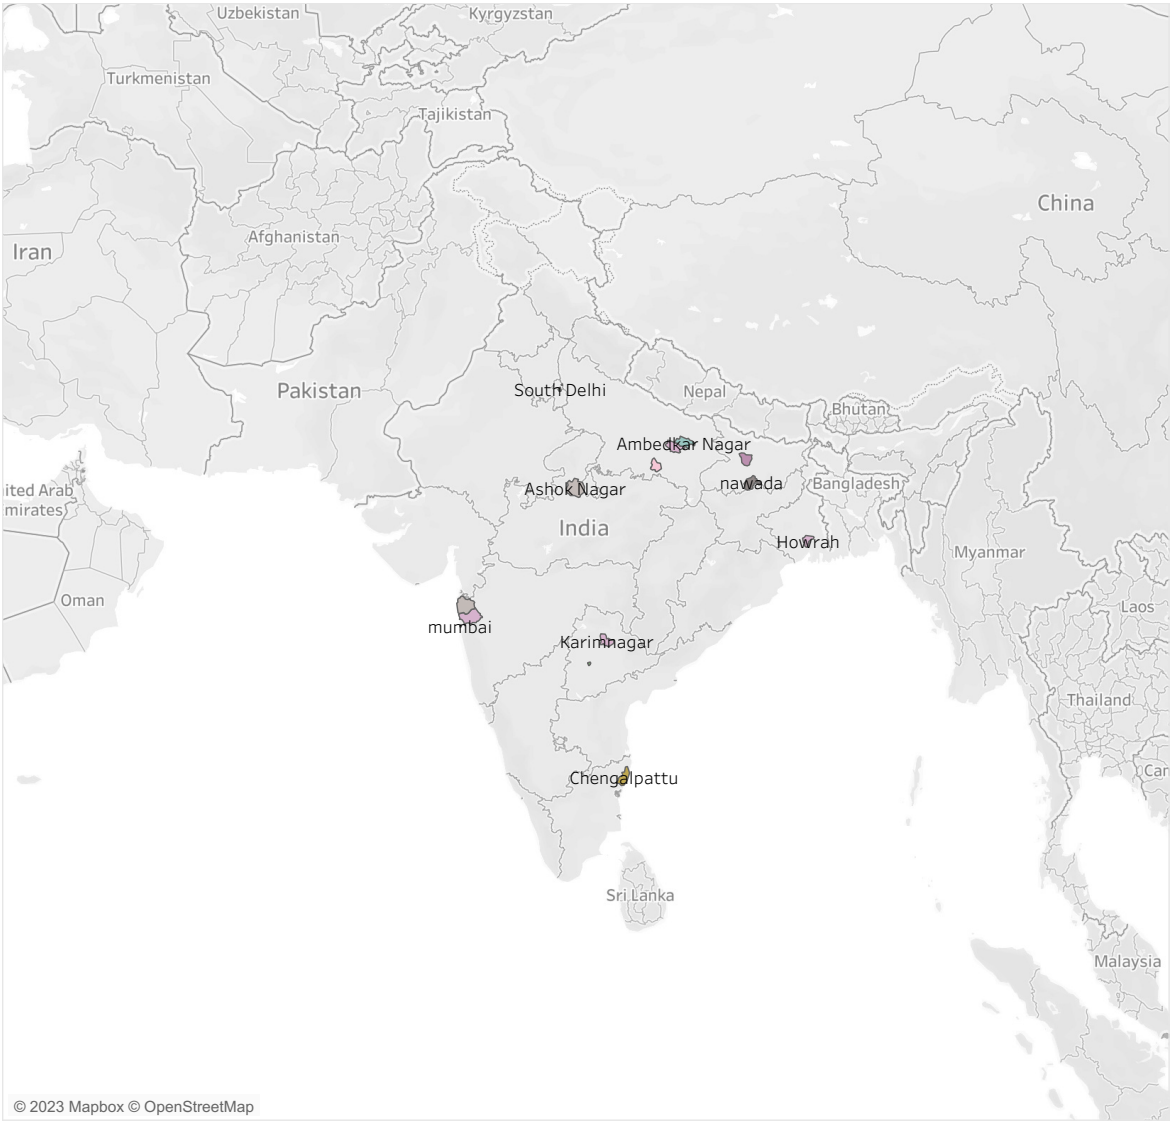 Uzbekistan
Kyrgyzstan
Turkmenistan
Tajikistan
China
Afghanistan
Iran
Pakistan
South Delhi
Nepal
Bhutan
Ambedkar Nagar
nawada
Bangladesh
Ashok Nagar
ited Arab
mirates
India
Howrah
Myanmar
Oman
Laos
mumbai
Karimnagar
Thailand
Chengalpattu
Car
Sri Lanka
Malaysia
© 2023 Mapbox © OpenStreetMap